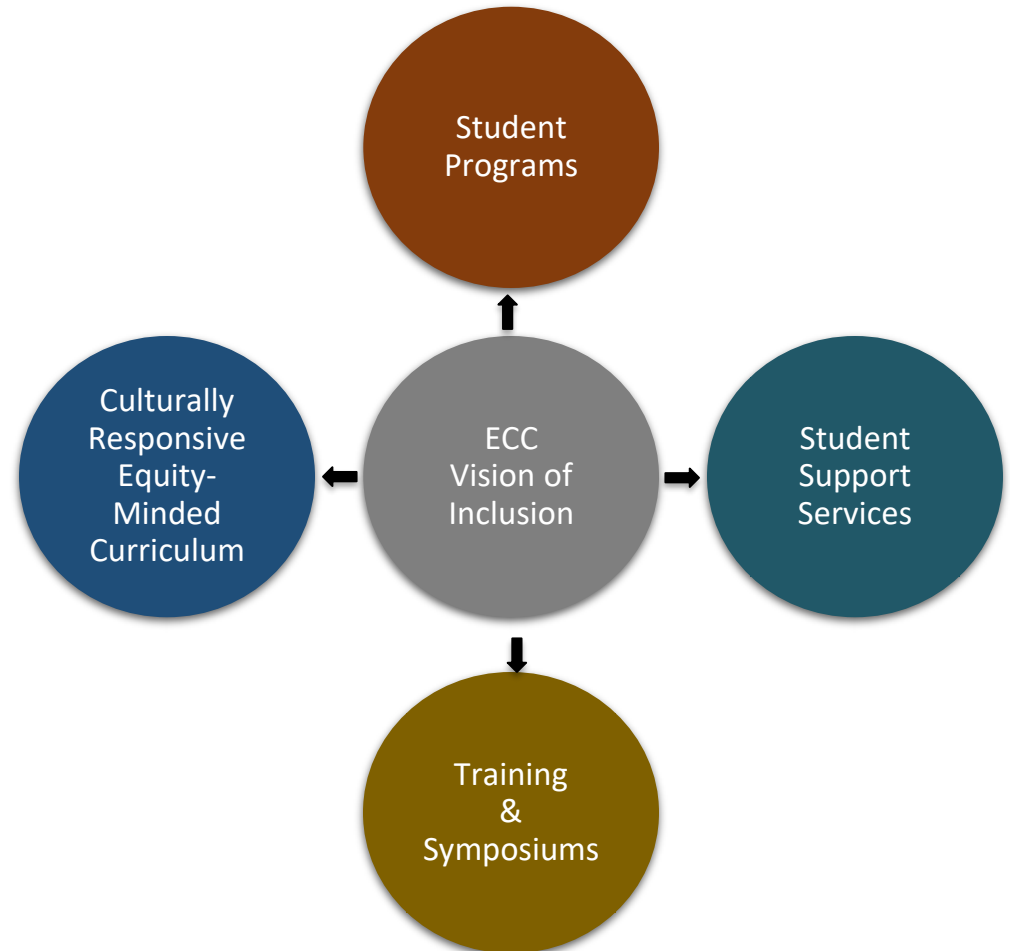 Student
Programs
Culturally
Responsive
Equity-
Minded
Curriculum
ECC
Vision of
Inclusion
Student
Support
Services
Training
&
Symposiums